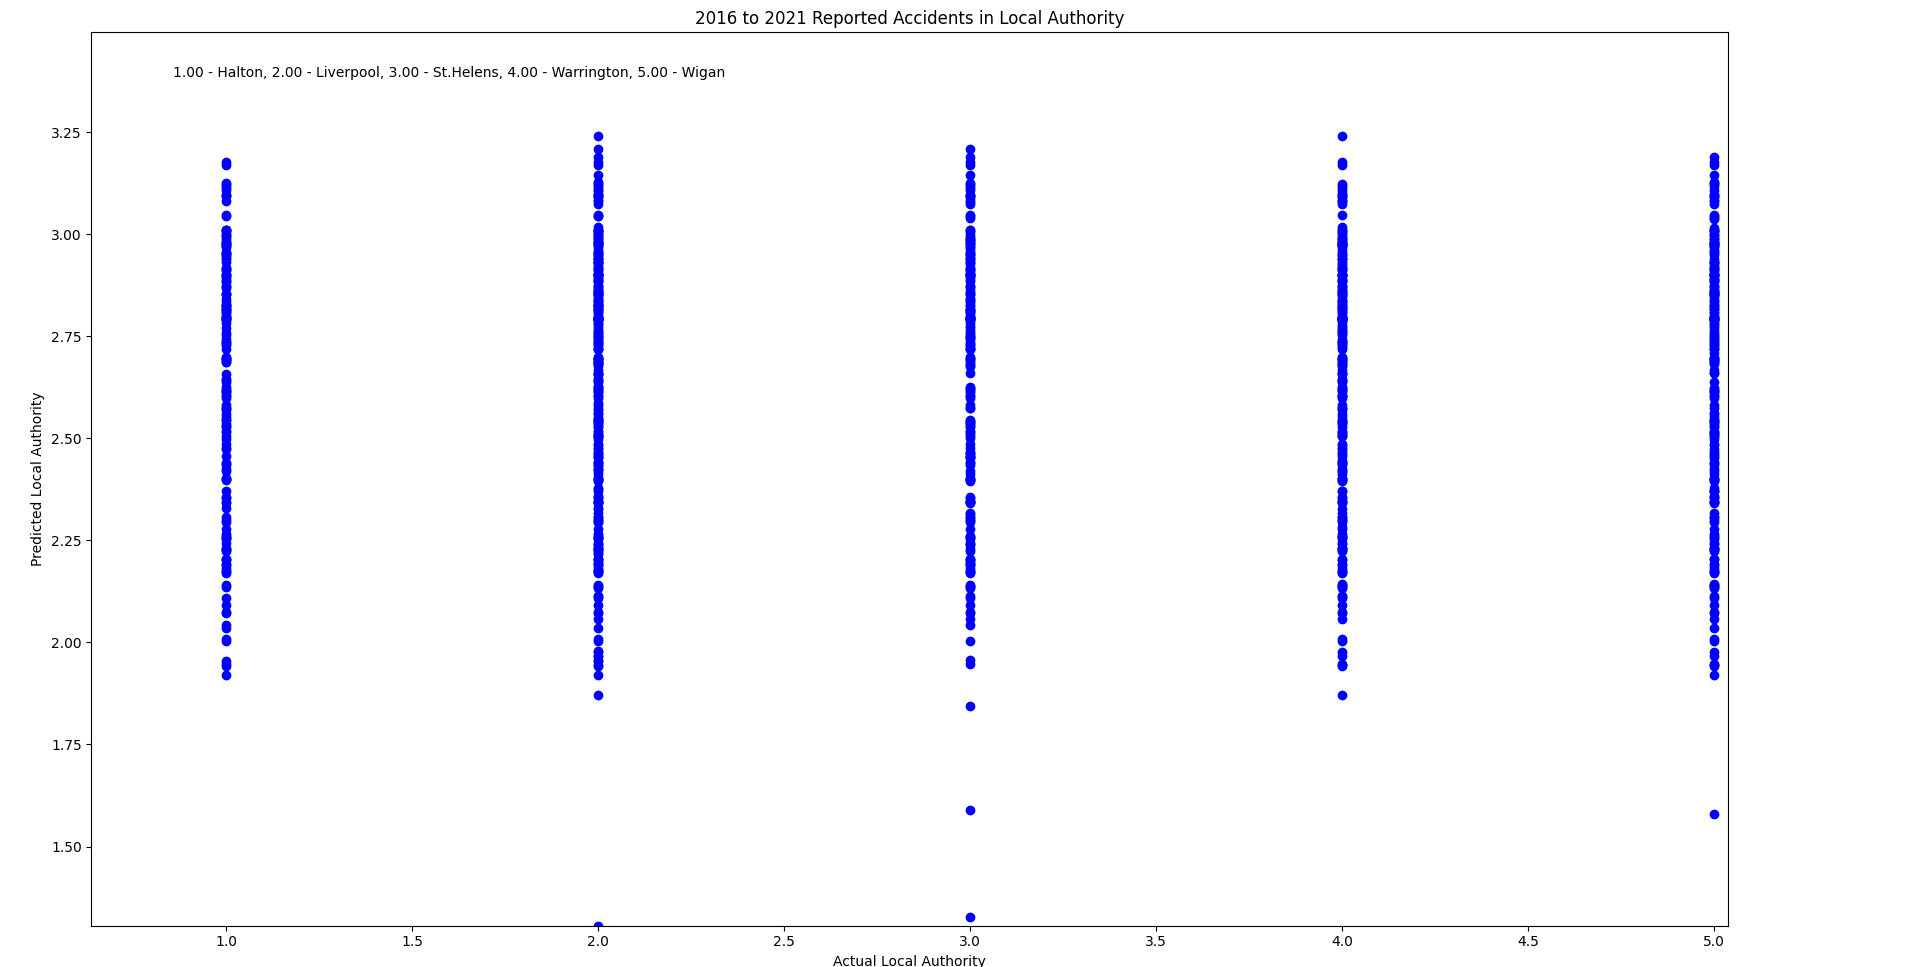 2016 to 2021 Reported Accidents in Local Authority
1.00 - Halton, 2.00 - Liverpool, 3.00 - St.Helens, 4.00 - Warrington, 5.00 - Wigan
Predicted Local Authority
3.25
3.00
2.75
2.50
2.25
2.00
1.75
1.50
1.0 1.5 2.0 2.5 3.0 3.5 4.0 4.5 5.0
Actual Local Authority